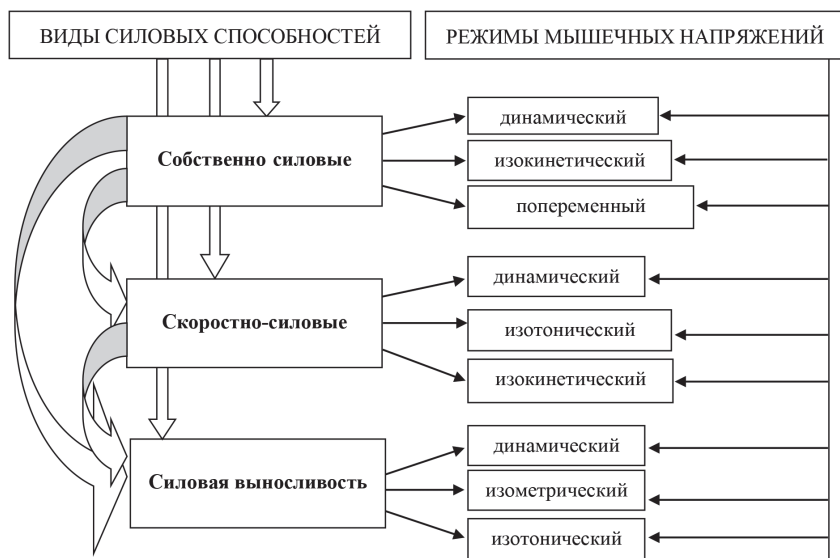 ВИДЫ СИЛОВЫХ СПОСОБНОСТЕЙ
РЕЖИМЫ МЫШЕЧНЫХ НАПРЯЖЕНИЙ
Собственно силовые
динамический
изокинетический
попеременный
Скоростно-силовые
динамический
изотонический
изокинетический
Силовая выносливость
динамический
изометрический
изотонический